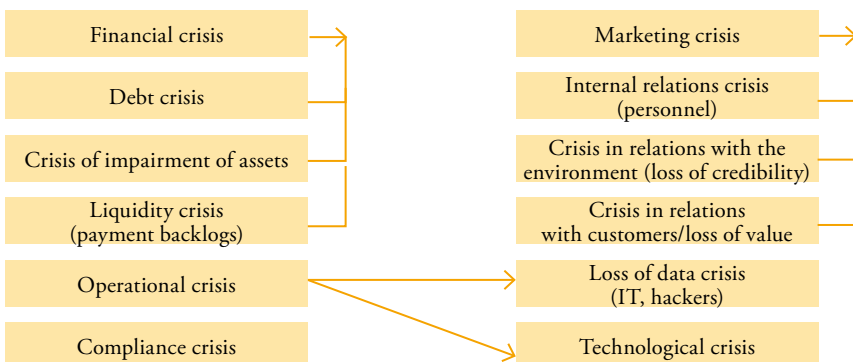 Financial crisis
Debt crisis
Crisis of impairment of assets
Liquidity crisis
(payment backlogs)
Operational crisis
Compliance crisis
Marketing crisis
Internal relations crisis
(personnel)
Crisis in relations with the
environment (loss of credibility)
Crisis in relations
with customers/loss of value
Loss of data crisis
(IT, hackers)
Technological crisis